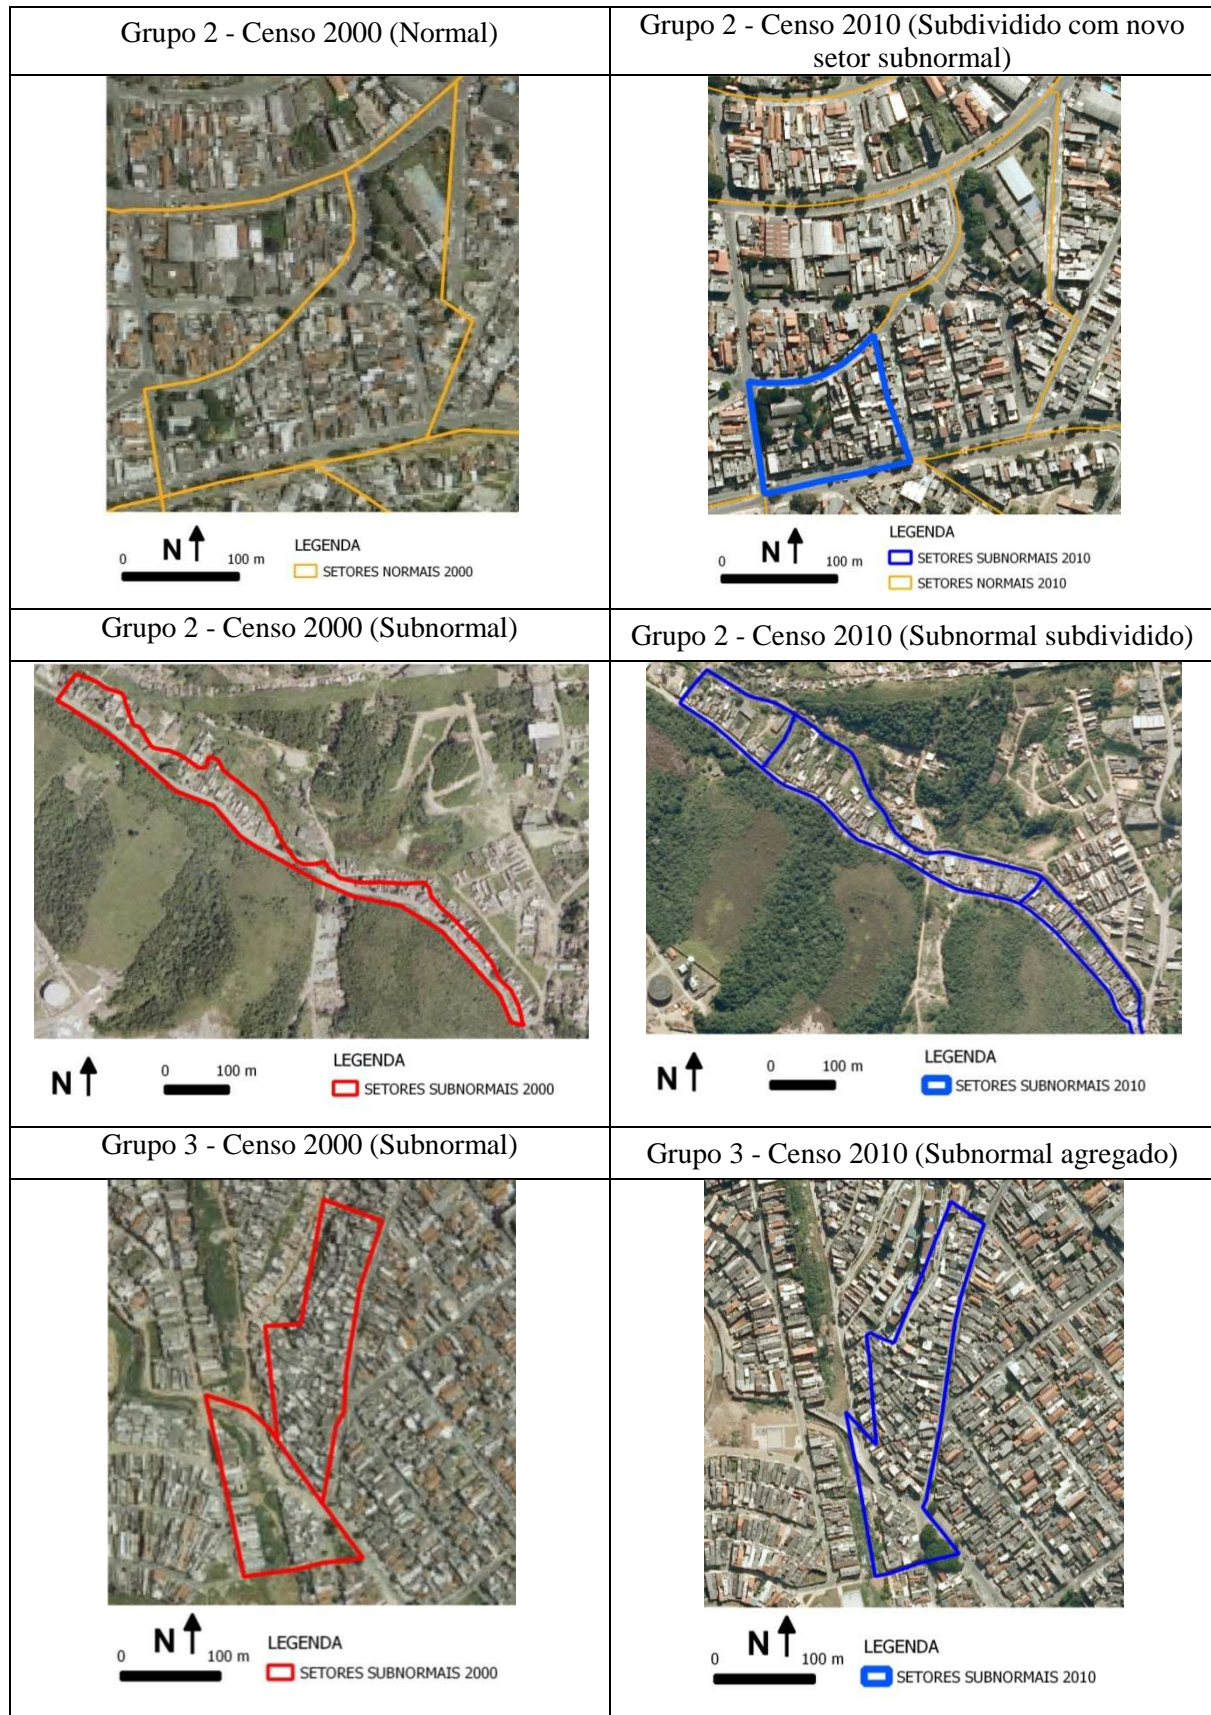 Grupo 2 - Censo 2000 (Normal)
Grupo 2 - Censo 2010 (Subdividido com novo
setor subnormal)
0 N 100 m
LEGENDA
SETORES NORMAIS 2000
0 N 100 m
LEGENDA
SETORES SUBNORMAIS 2010
SETORES NORMAIS 2010
Grupo 2 - Censo 2000 (Subnormal)
Grupo 2 - Censo 2010 (Subnormal subdividido)
N 0 100 m
LEGENDA
SETORES SUBNORMAIS 2000
N 0 100 m
LEGENDA
SETORES SUBNORMAIS 2010
Grupo 3 - Censo 2000 (Subnormal)
Grupo 3 - Censo 2010 (Subnormal agregado)
0 N 100 m
LEGENDA
SETORES SUBNORMAIS 2000
0 N 100 m
LEGENDA
SETORES SUBNORMAIS 2010